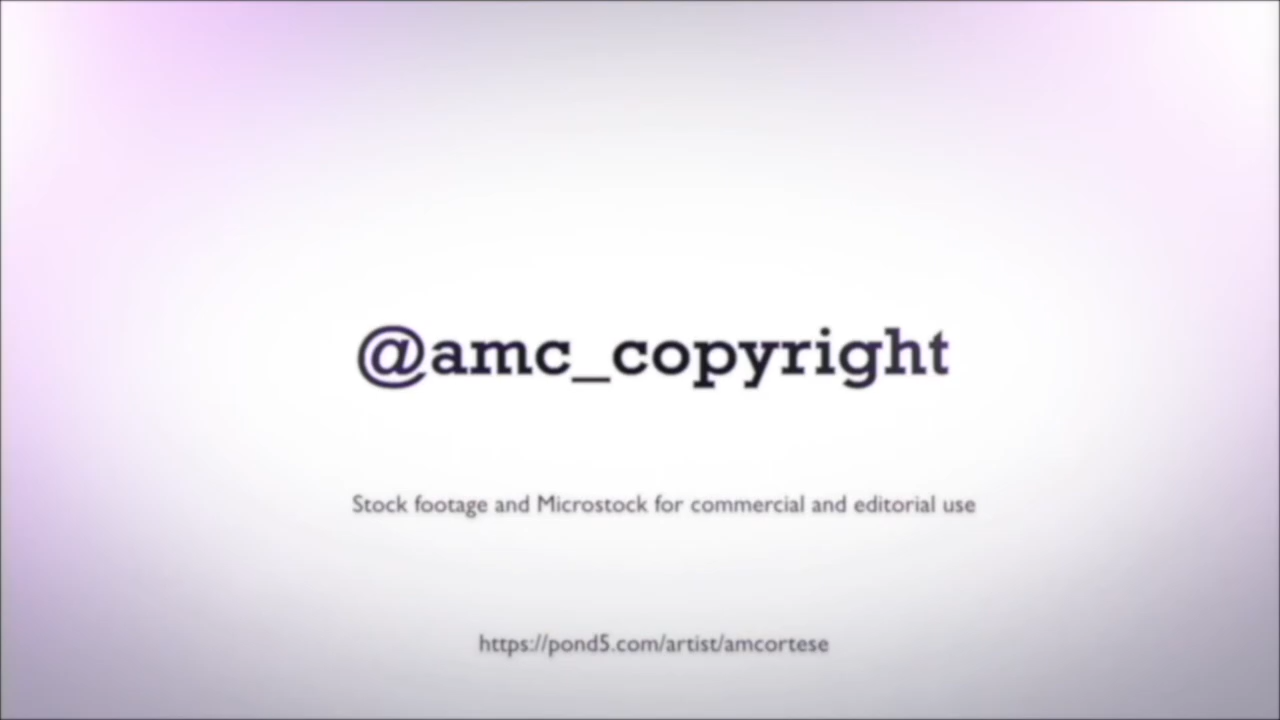 @amc_copyright
Stock footage and Microstock for commercial and editorial use
https://pond5.com/artist/amcortese